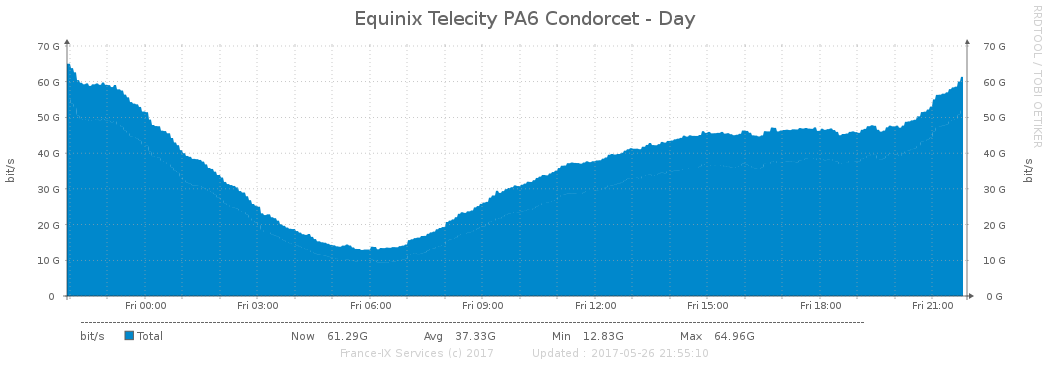 Equinix Telecity PA6 Condorcet - Day
RRDTOOL / TOBI OETIKER
bit/s
70 G
60 G
50 G
40 G
30 G
20 G
10 G
0
70 G
60 G
50 G
40 G
30 G
20 G
10 G
0 G
bit/s
Fri 00:00 Fri 03:00 Fri 06:00 Fri 09:00 Fri 12:00 Fri 15:00 Fri 18:00 Fri 21:00
bit/s Total Now 61.29G Avg 37.33G Min 12.83G Max 64.96G
France-IX Services (c) 2017 Updated : 2017-05-26 21:55:10